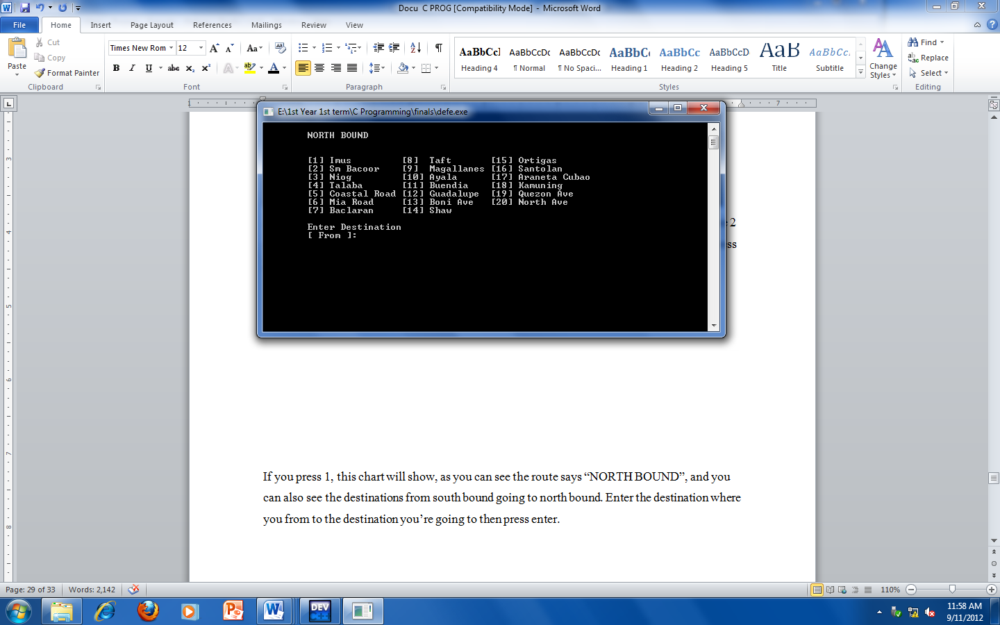 Docu  C PROG [Compatibility Mode]  -  Microsoft Word
File Home Insert Page Layout References Mailings Review View
Paste Cut Copy Format Painter
Clipboard
Times New Rom 12
Font
Paragraph
AaBbCcI AaBbCcDc AaBbCcDc AaBbCc AaBbCc AaBbCcD AaB AaBbCc.
Heading 4 ¶ Normal ¶ No Spaci... Heading 1 Heading 2 Heading 5 Title Subtitle
Change Styles
Styles
Find Replace Select
Editing
E:\1st Year 1st term\C Programming\finals\defe.exe
NORTH BOUND
[1] Imus [8] Taft [15] Ortigas
[2] Sm Bacoor [9] Magallanes [16] Santolan
[3] Niog [10] Ayala [17] Araneta Cubao
[4] Talaba [11] Buendia [18] Kamuning
[5] Coastal Road [12] Guadalupe [19] Quezon Ave
[6] Mia Road [13] Boni Ave [20] North Ave
[7] Baclaran [14] Shaw
Enter Destination
[ From ]:
2
ss
If you press 1, this chart will show, as you can see the route says “NORTH BOUND”, and you
can also see the destinations from south bound going to north bound. Enter the destination where
you from to the destination you’re going to then press enter.
Page: 29 of 33 Words: 2,142 110%
DEV C++
11:58 AM
9/11/2012